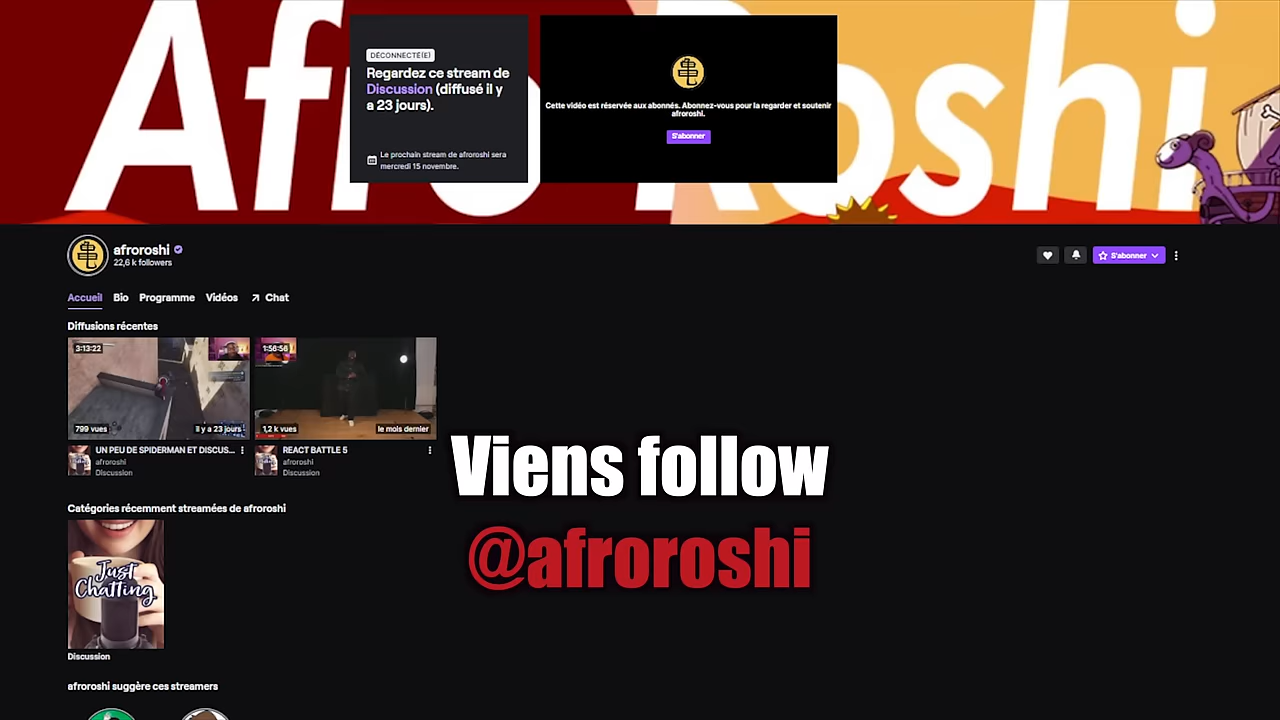 Afro Roshi
DÉCONNECTÉ(E)
Regardez ce stream de
Discussion (diffusé il y
a 23 jours).
Le prochain stream de afroroshi sera
mercredi 15 novembre.
Cette vidéo est réservée aux abonnés. Abonnez-vous pour la regarder et soutenir
afroroshi.
S'abonner
afroroshi
22,6 k followers
S'abonner
Accueil Bio Programme Vidéos Chat
Diffusions récentes
3:13:22
799 vues
il y a 23 jours
UN PEU DE SPIDERMAN ET DISCUS...
afroroshi
Discussion
1:56:56
1,2 k vues
le mois dernier
REACT BATTLE 5
afroroshi
Discussion
Viens follow
@afroroshi
Catégories récemment streamées de afroroshi
Just
Chatting
Discussion
afroroshi suggère ces streamers